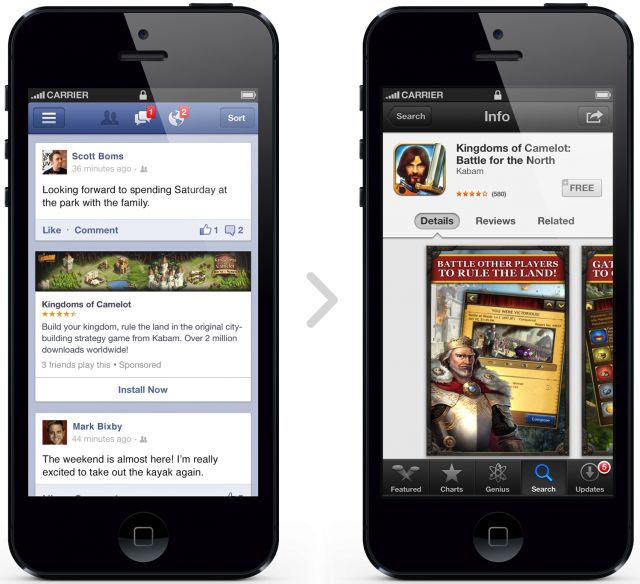 CARRIER
1
2
Sort
Scott Boms
36 minutes ago ·
Looking forward to spending Saturday at
the park with the family.
Like · Comment
1
2
Kingdoms of Camelot
Build your kingdom, rule the land in the original city-
building strategy game from Kabam. Over 2 million
downloads worldwide!
3 friends play this • Sponsored
Install Now
Mark Bixby
44 minutes ago ·
The weekend is almost here! I'm really
excited to take out the kayak again.
Like · Comment
CARRIER
Search
Info
Kingdoms of Camelot:
Battle for the North
Kabam
(580)
FREE
Details
Reviews
Related
BATTLE OTHER PLAYERS
TO RULE THE LAND!
YOU WERE VICTORIOUS!
Compose
Featured
Charts
Genius
Search
Updates
5